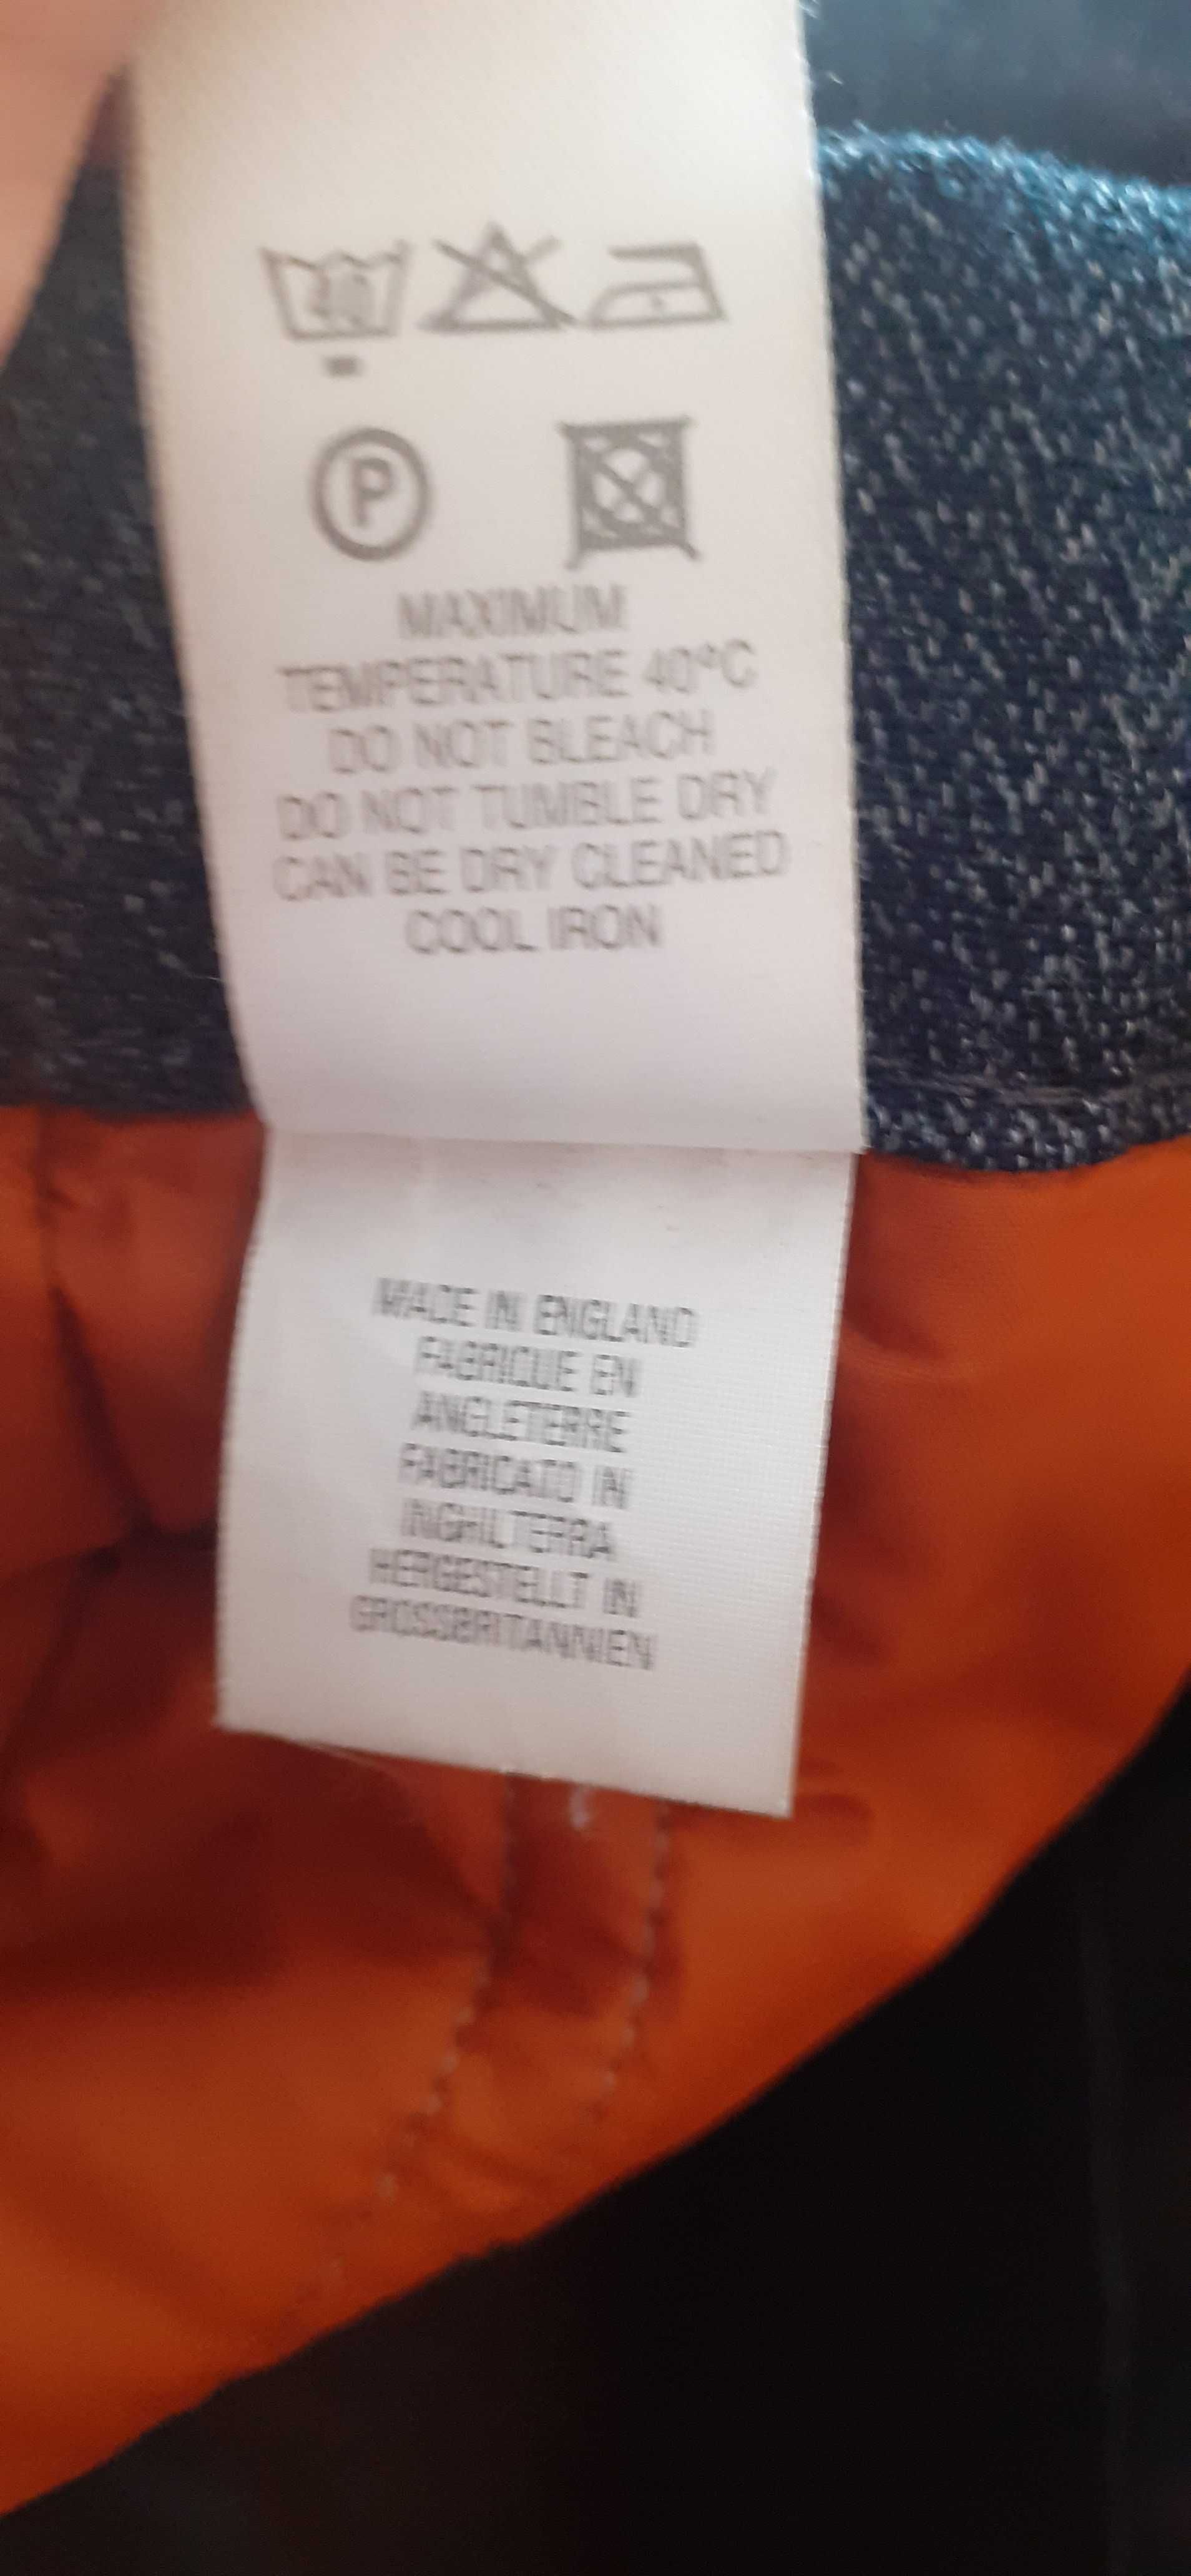 40
P
MAXIMUM
TEMPERATURE 40°C
DO NOT BLEACH
DO NOT TUMBLE DRY
CAN BE DRY CLEANED
COOL IRON
MADE IN ENGLAND
FABRIQUE EN
ANGLETERRE
FABRICATO IN
INGHILTERRA
HERGESTELLT IN
GROSSBRITANNIEN